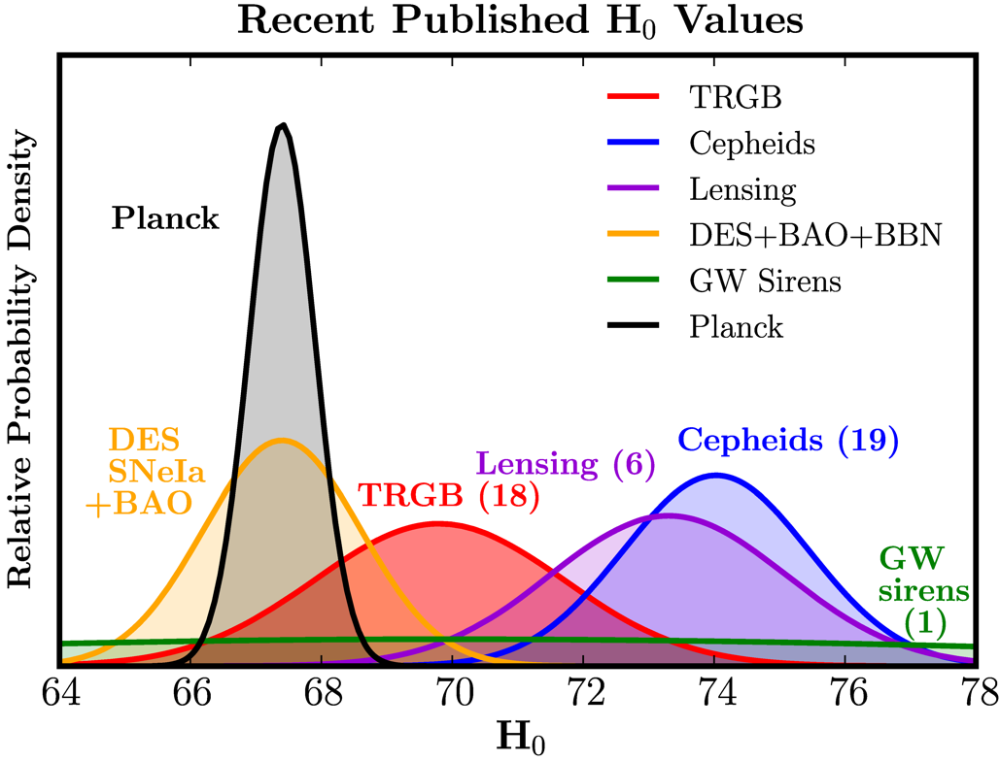 Recent Published H₀ Values
Relative Probability Density
TRGB
Cepheids
Lensing
DES+BAO+BBN
GW Sirens
Planck
Planck
DES
SNeIa
+BAO
TRGB (18)
Lensing (6)
Cepheids (19)
GW
sirens
(1)
64 66 68 70 72 74 76 78
H₀